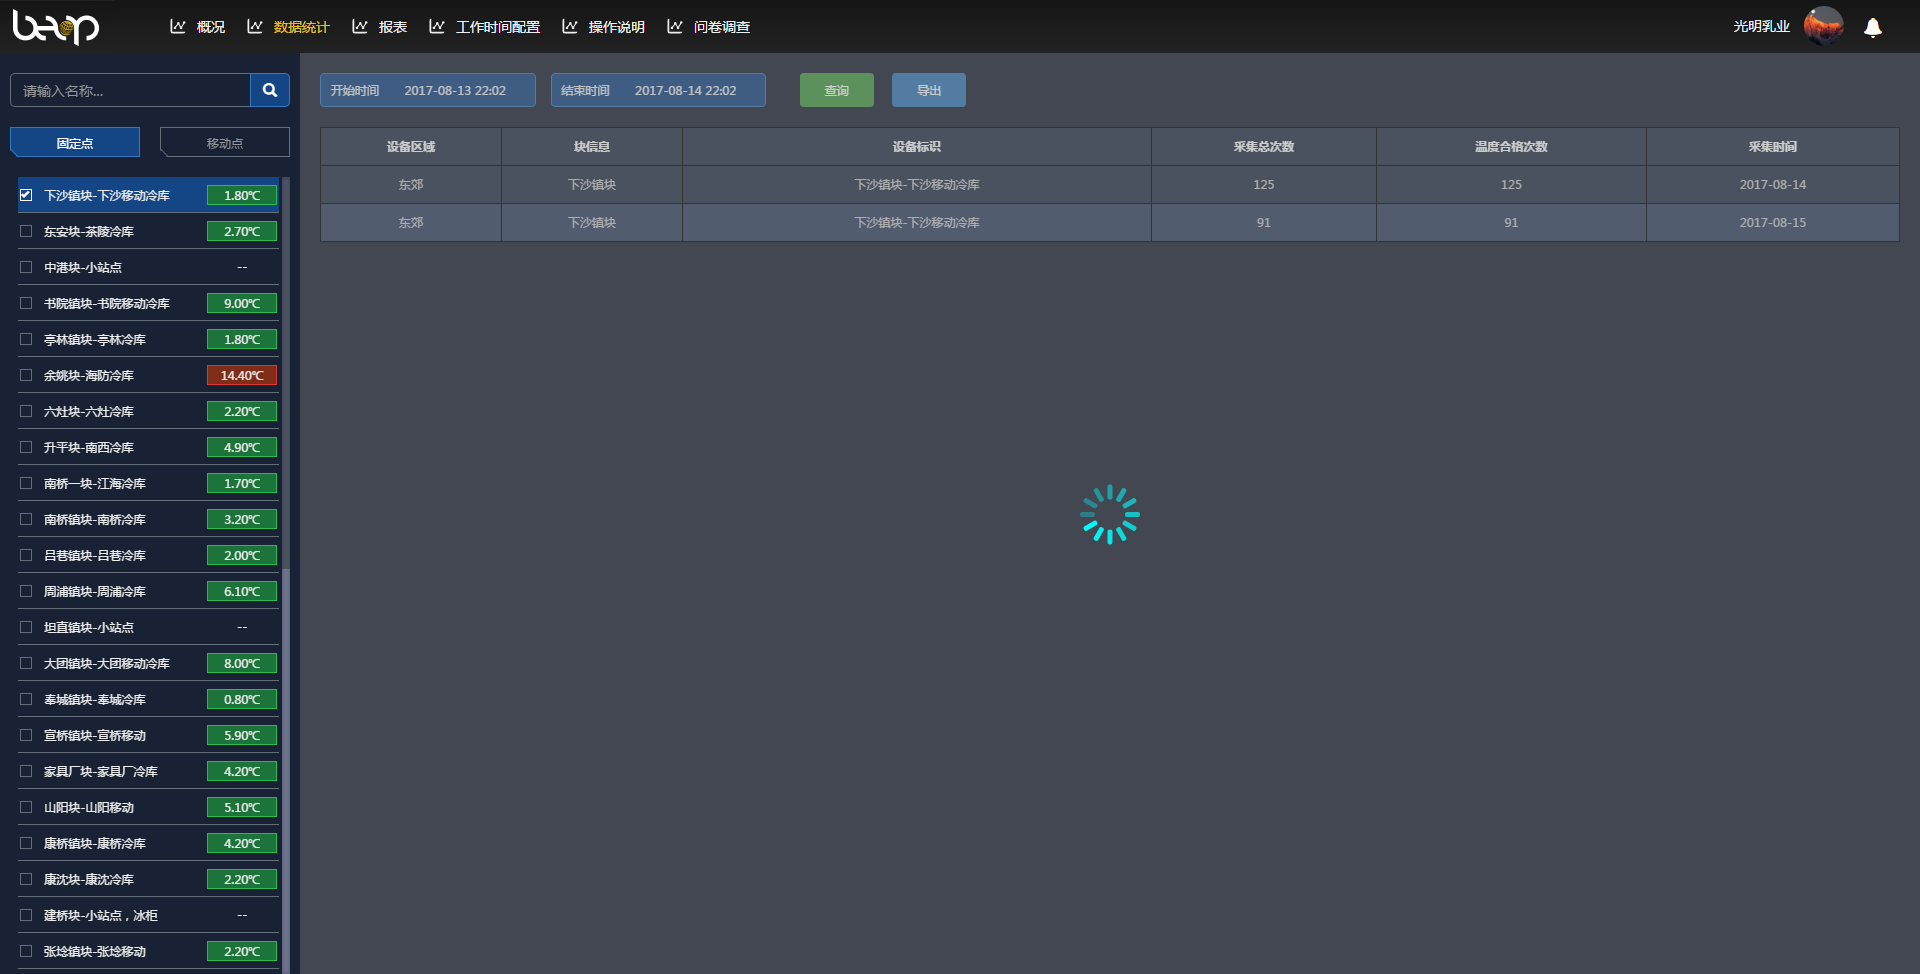 概况 数据统计 报表 工作时间配置 操作说明 问卷调查 光明乳业
请输入名称...
固定点 移动点
下沙镇块-下沙移动冷库 1.80℃
东安块-茶陵冷库 2.70℃
中港块-小站点 --
书院镇块-书院移动冷库 9.00℃
亭林镇块-亭林冷库 1.80℃
余姚块-海防冷库 14.40℃
六灶块-六灶冷库 2.20℃
升平块-南西冷库 4.90℃
南桥一块-江海冷库 1.70℃
南桥镇块-南桥冷库 3.20℃
吕巷镇块-吕巷冷库 2.00℃
周浦镇块-周浦冷库 6.10℃
坦直镇块-小站点 --
大团镇块-大团移动冷库 8.00℃
奉城镇块-奉城冷库 0.80℃
宣桥镇块-宣桥移动 5.90℃
家具厂块-家具厂冷库 4.20℃
山阳块-山阳移动 5.10℃
康桥镇块-康桥冷库 4.20℃
康沈块-康沈冷库 2.20℃
建桥块-小站点，冰柜 --
张埝镇块-张埝移动 2.20℃
开始时间 2017-08-13 22:02 结束时间 2017-08-14 22:02 查询 导出
设备区域 块信息 设备标识 采集总次数 温度合格次数 采集时间
东郊 下沙镇块 下沙镇块-下沙移动冷库 125 125 2017-08-14
东郊 下沙镇块 下沙镇块-下沙移动冷库 91 91 2017-08-15